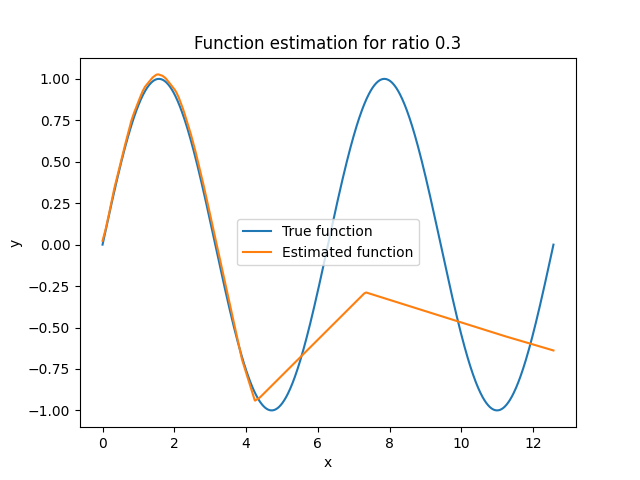 Function estimation for ratio 0.3
1.00
0.75
0.50
0.25
0.00
−0.25
−0.50
−0.75
−1.00
y
True function
Estimated function
0 2 4 6 8 10 12
x